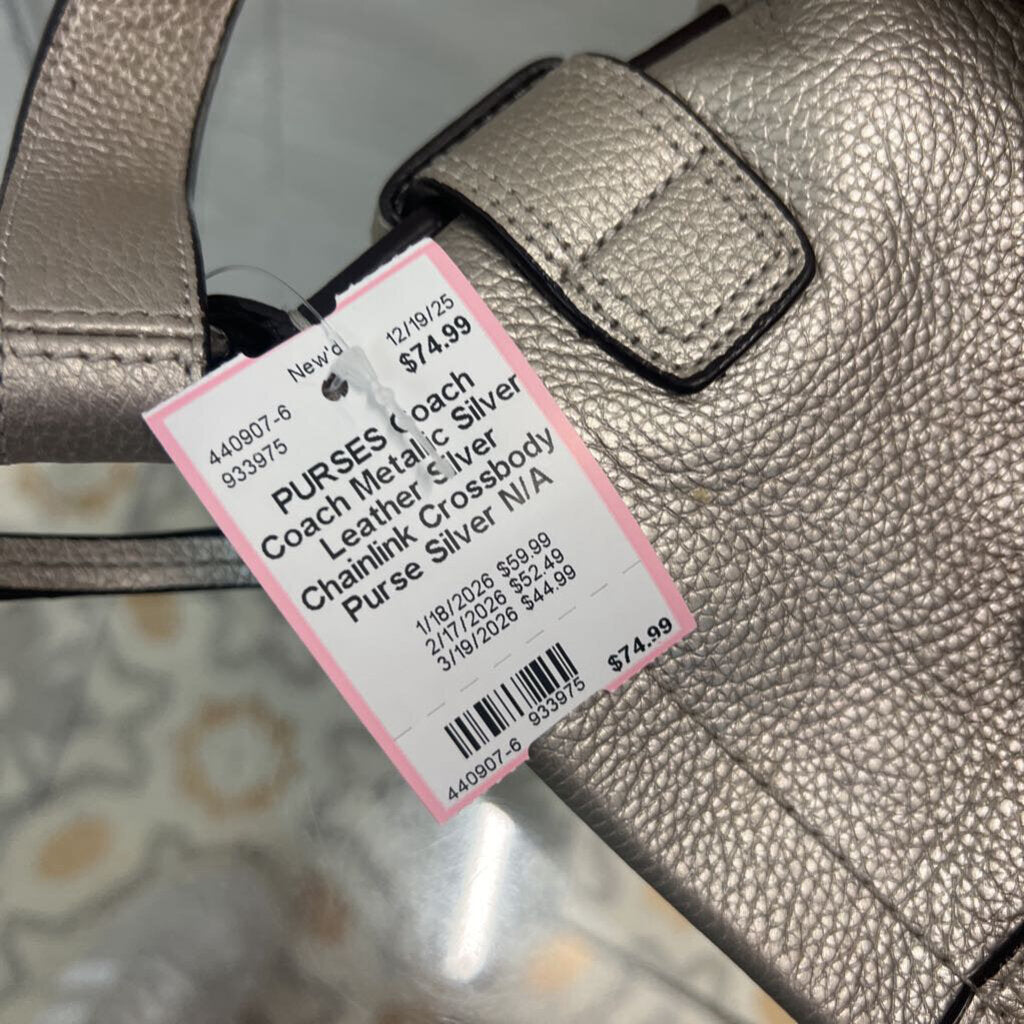 New'd 12/19/25
440907-6 $74.99
933975
PURSES Coach
Coach Metalic Silver
Leather Silver
Chainlink Crossbody
Purse Silver N/A
1/18/2026 $59.99
2/17/2026 $52.49
3/19/2026 $44.99
$74.99
440907-6 933975